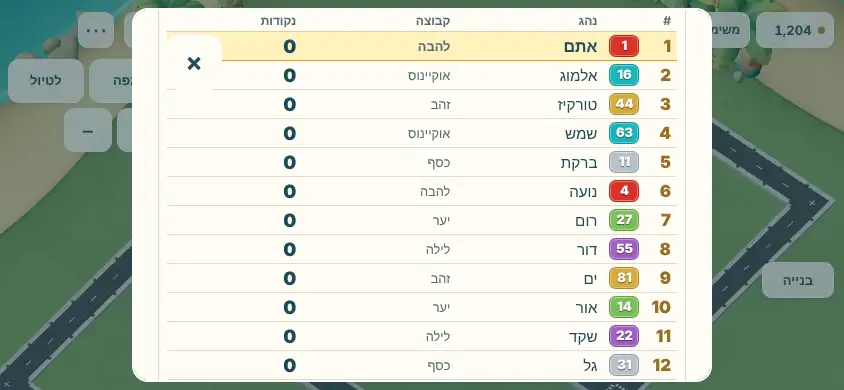 1,204
משימ
...
לטיול
מפה
–
בנייה
×
# נהג קבוצה נקודות
1 1 אתם להבה 0
2 16 אלמוג אוקיינוס 0
3 44 טורקיז זהב 0
4 63 שמש אוקיינוס 0
5 11 ברקת כסף 0
6 4 נועה להבה 0
7 27 רום יער 0
8 55 דור לילה 0
9 81 ים זהב 0
10 14 אור יער 0
11 22 שקד לילה 0
12 31 גל כסף 0